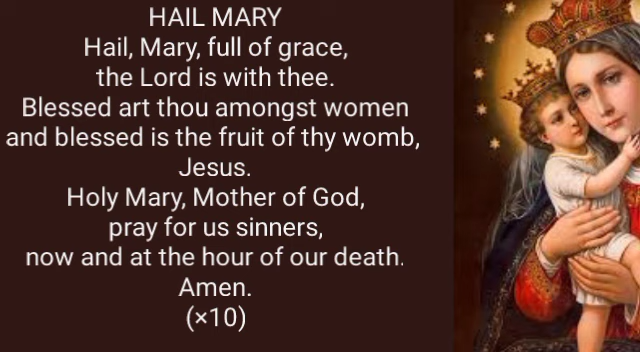 HAIL MARY
Hail, Mary, full of grace,
the Lord is with thee.
Blessed art thou amongst women
and blessed is the fruit of thy womb,
Jesus.
Holy Mary, Mother of God,
pray for us sinners,
now and at the hour of our death.
Amen.
(×10)